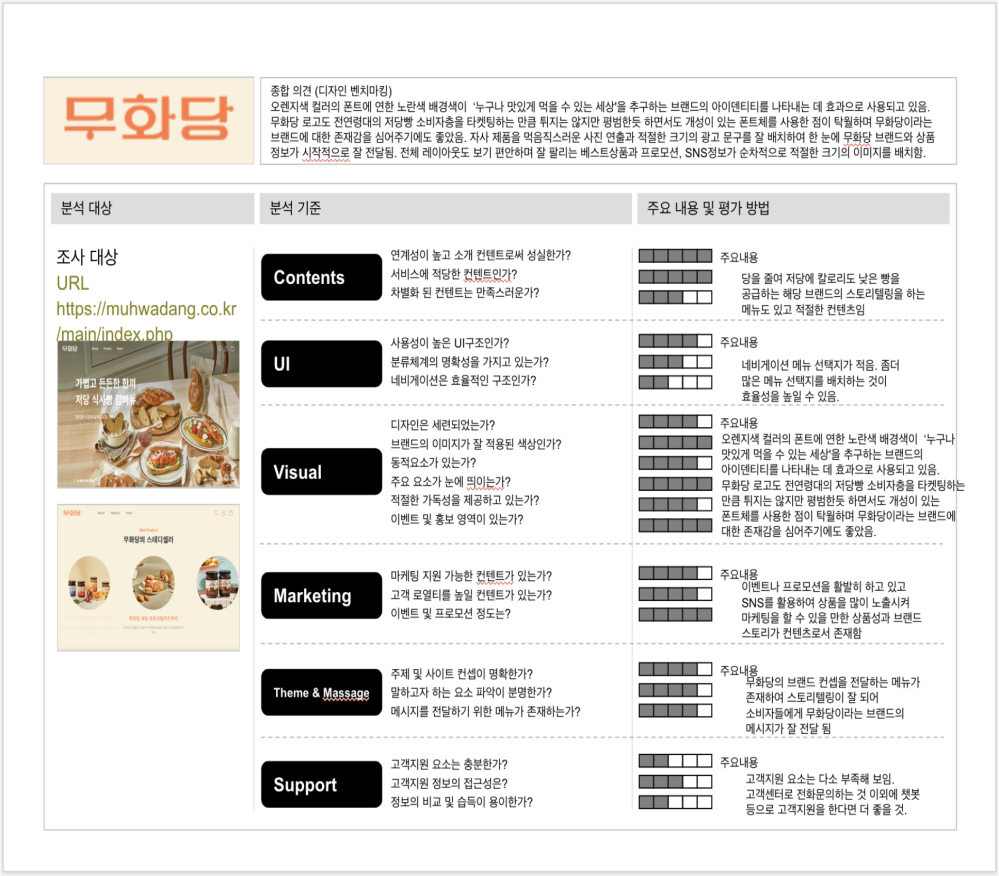 무화당
종합 의견 (디자인 벤치마킹)
오렌지색 컬러의 폰트에 연한 노란색 배경색이 '누구나 맛있게 먹을 수 있는 세상'을 추구하는 브랜드의 아이덴티티를 나타내는 데 효과으로 사용되고 있음.
무화당 로고도 전연령대의 저당빵 소비자층을 타켓팅하는 만큼 튀지는 않지만 평범한듯 하면서도 개성이 있는 폰트체를 사용한 점이 탁월하며 무화당이라는
브랜드에 대한 존재감을 심어주기에도 좋았음. 자사 제품을 먹음직스러운 사진 연출과 적절한 크기의 광고 문구를 잘 배치하여 한 눈에 무화당 브랜드와 상품
정보가 시작적으로 잘 전달됨. 전체 레이아웃도 보기 편안하며 잘 팔리는 베스트상품과 프로모션, SNS정보가 순차적으로 적절한 크기의 이미지를 배치함.
분석 대상
분석 기준
주요 내용 및 평가 방법
조사 대상
URL
https://muhwadang.co.kr
/main/index.php
무화당
가볍고 든든한 한끼
저당 식사빵 깜빠뉴
무화당
Best Product
무화당의 스테디셀러
Contents
연계성이 높고 소개 컨텐트로써 성실한가?
서비스에 적당한 컨텐트인가?
차별화 된 컨텐트는 만족스러운가?
주요내용
당을 줄여 저당에 칼로리도 낮은 빵을
공급하는 해당 브랜드의 스토리텔링을 하는
메뉴도 있고 적절한 컨텐츠임
UI
사용성이 높은 UI구조인가?
분류체계의 명확성을 가지고 있는가?
네비게이션은 효율적인 구조인가?
주요내용
네비게이션 메뉴 선택지가 적음. 좀더
많은 메뉴 선택지를 배치하는 것이
효율성을 높일 수 있음.
Visual
디자인은 세련되었는가?
브랜드의 이미지가 잘 적용된 색상인가?
동적요소가 있는가?
주요 요소가 눈에 띄이는가?
적절한 가독성을 제공하고 있는가?
이벤트 및 홍보 영역이 있는가?
주요내용
오렌지색 컬러의 폰트에 연한 노란색 배경색이 '누구나
맛있게 먹을 수 있는 세상'을 추구하는 브랜드의
아이덴티티를 나타내는 데 효과으로 사용되고 있음.
무화당 로고도 전연령대의 저당빵 소비자층을 타켓팅하는
만큼 튀지는 않지만 평범한듯 하면서도 개성이 있는
폰트체를 사용한 점이 탁월하며 무화당이라는 브랜드에
대한 존재감을 심어주기에도 좋았음.
Marketing
마케팅 지원 가능한 컨텐트가 있는가?
고객 로열티를 높일 컨텐트가 있는가?
이벤트 및 프로모션 정도는?
주요내용
이벤트나 프로모션을 활발히 하고 있고
SNS를 활용하여 상품을 많이 노출시켜
마케팅을 할 수 있을 만한 상품성과 브랜드
스토리가 컨텐츠로서 존재함
Theme & Massage
주제 및 사이트 컨셉이 명확한가?
말하고자 하는 요소 파악이 분명한가?
메시지를 전달하기 위한 메뉴가 존재하는가?
주요내용
무화당의 브랜드 컨셉을 전달하는 메뉴가
존재하여 스토리텔링이 잘 되어
소비자들에게 무화당이라는 브랜드의
메시지가 잘 전달 됨
Support
고객지원 요소는 충분한가?
고객지원 정보의 접근성은?
정보의 비교 및 습득이 용이한가?
주요내용
고객지원 요소는 다소 부족해 보임.
고객센터로 전화문의하는 것 이외에 챗봇
등으로 고객지원을 한다면 더 좋을 것.